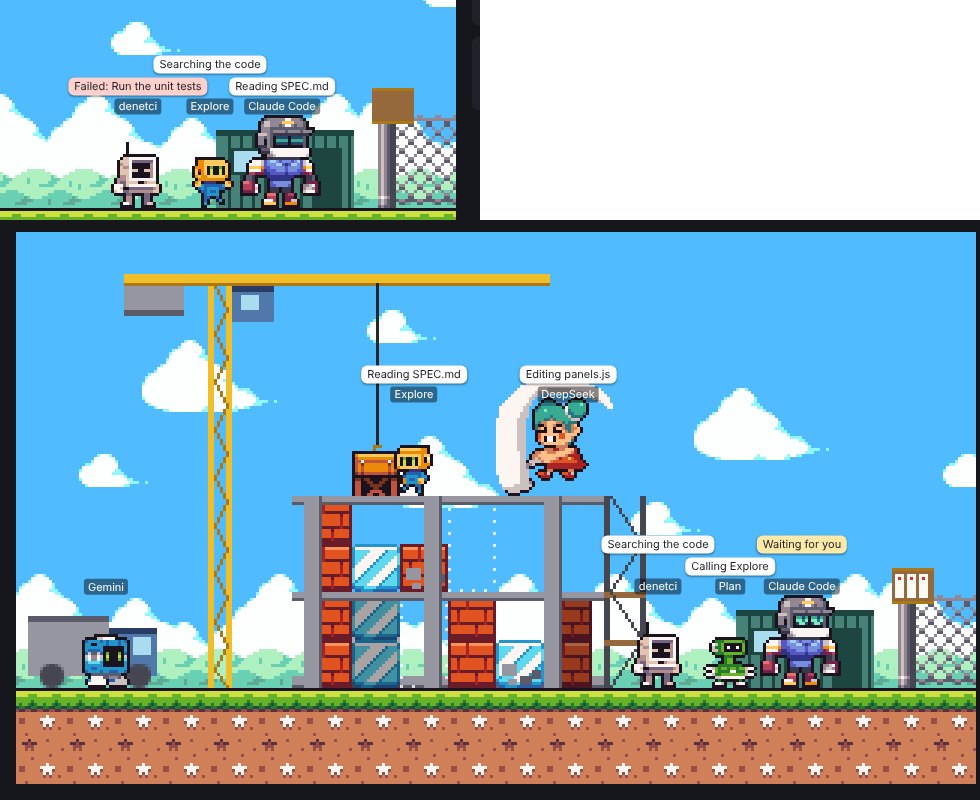 Searching the code
Failed: Run the unit tests
Reading SPEC.md
denetci
Explore
Claude Code
Reading SPEC.md
Editing panels.js
Explore
DeepSeek
Searching the code
Waiting for you
Calling Explore
Gemini
denetci
Plan
Claude Code